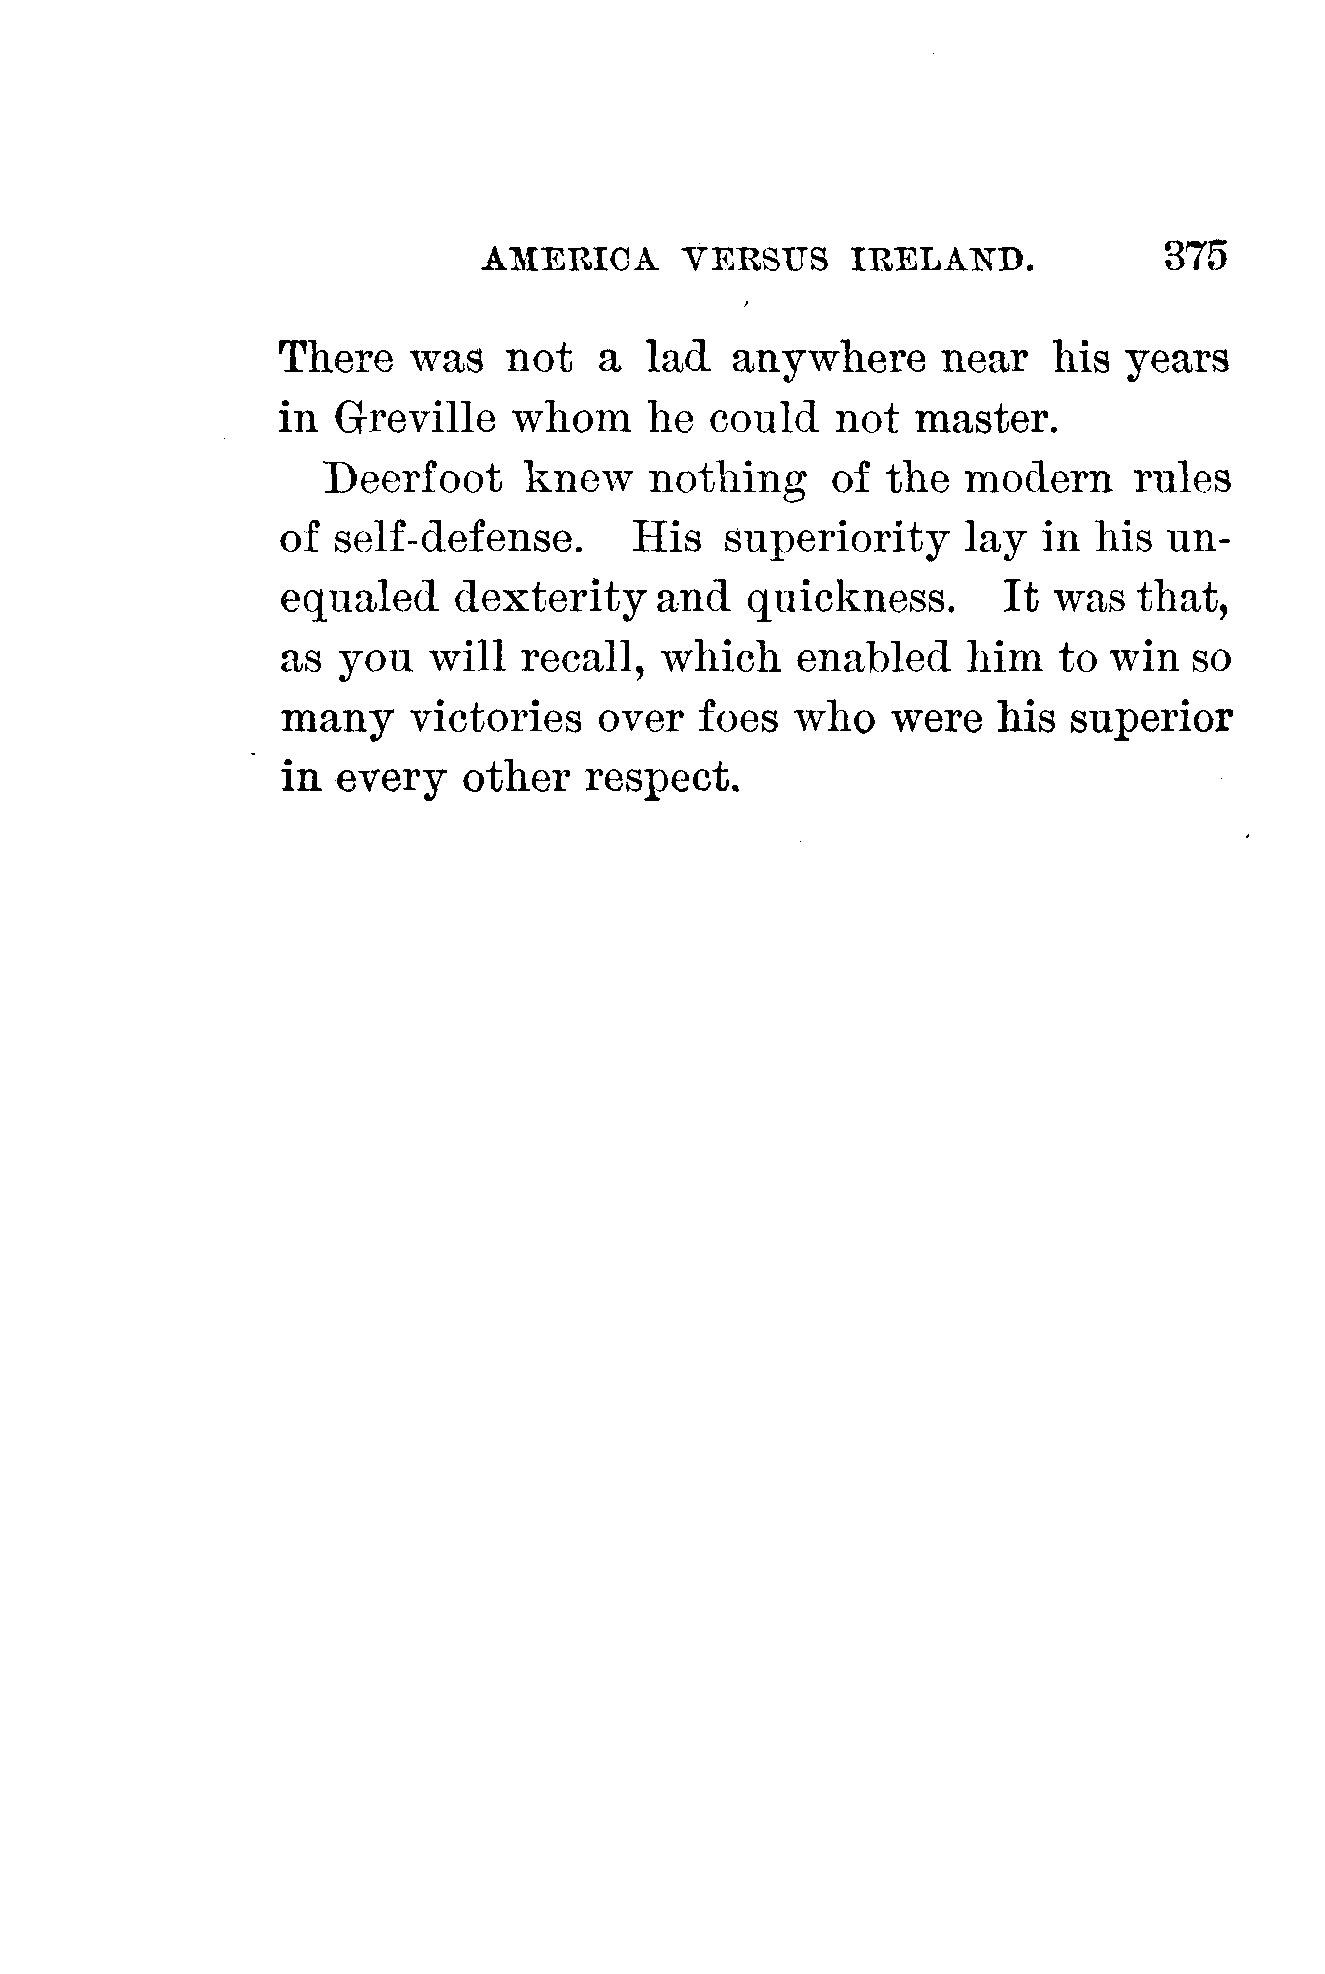 AMERICA VERSUS IRELAND. 375
There was not a lad anywhere near his years
in Greville whom he could not master.
Deerfoot knew nothing of the modern rules
of self-defense. His superiority lay in his un-
equaled dexterity and quickness. It was that,
as you will recall, which enabled him to win so
many victories over foes who were his superior
in every other respect.